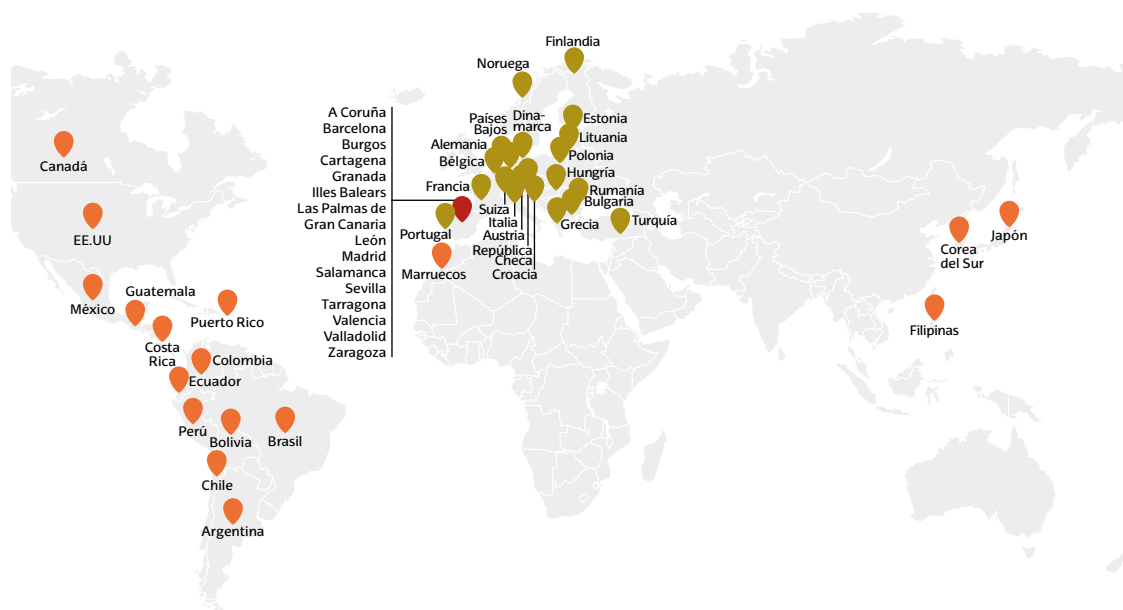 Finlandia
Noruega
A Coruña
Barcelona
Burgos
Cartagena
Granada
Illes Balears
Las Palmas de
Gran Canaria
León
Madrid
Salamanca
Sevilla
Tarragona
Valencia
Valladolid
Zaragoza
Países
Bajos
Dina-
marca
Estonia
Lituania
Alemania
Polonia
Bélgica
Hungría
Francia
Rumanía
Bulgaria
Suiza
Italia
Grecia
Turquía
Portugal
Austria
República
Checa
Croacia
Marruecos
Canadá
EE.UU
México
Guatemala
Puerto Rico
Costa
Rica
Colombia
Ecuador
Perú
Bolivia
Brasil
Chile
Argentina
Corea
del Sur
Japón
Filipinas